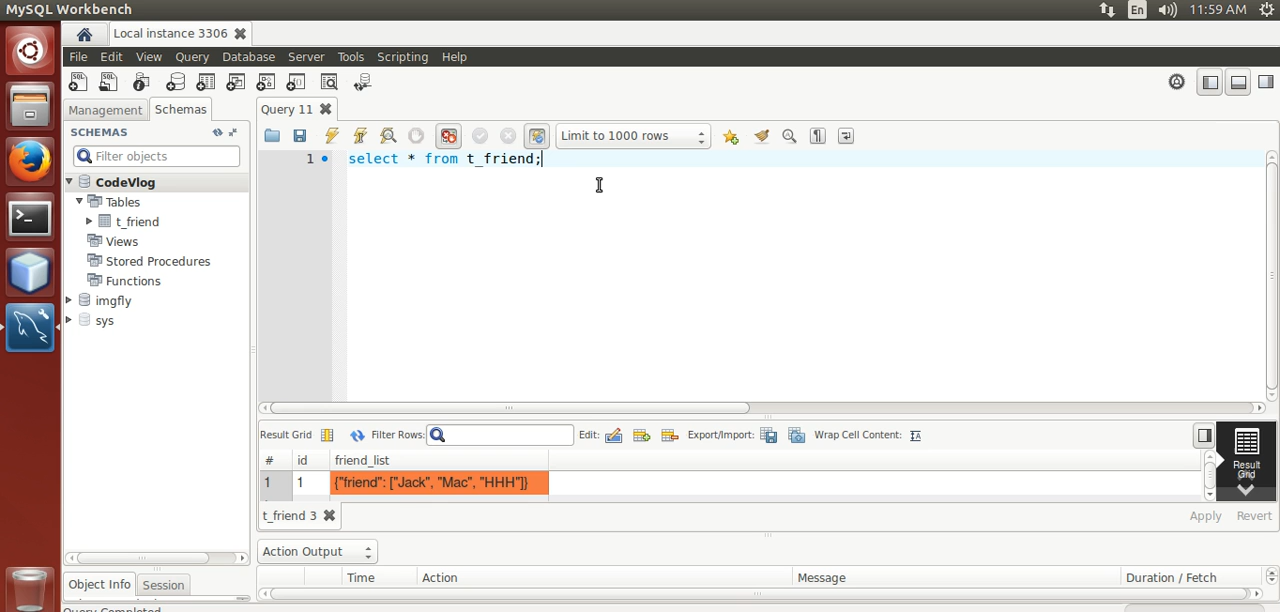 MySQL Workbench
En
11:59 AM
Local instance 3306
File Edit View Query Database Server Tools Scripting Help
Management Schemas
Query 11
SCHEMAS
Filter objects
Limit to 1000 rows
1 select * from t_friend;
CodeVlog
Tables
t_friend
Views
Stored Procedures
Functions
imgfly
sys
Result Grid Filter Rows: Edit: Export/Import: Wrap Cell Content:
# id friend_list
1 1 {"friend": ["Jack", "Mac", "HHH"]}
Result
Grid
t_friend 3
Apply Revert
Action Output
Time Action Message Duration / Fetch
Object Info Session
Query Completed